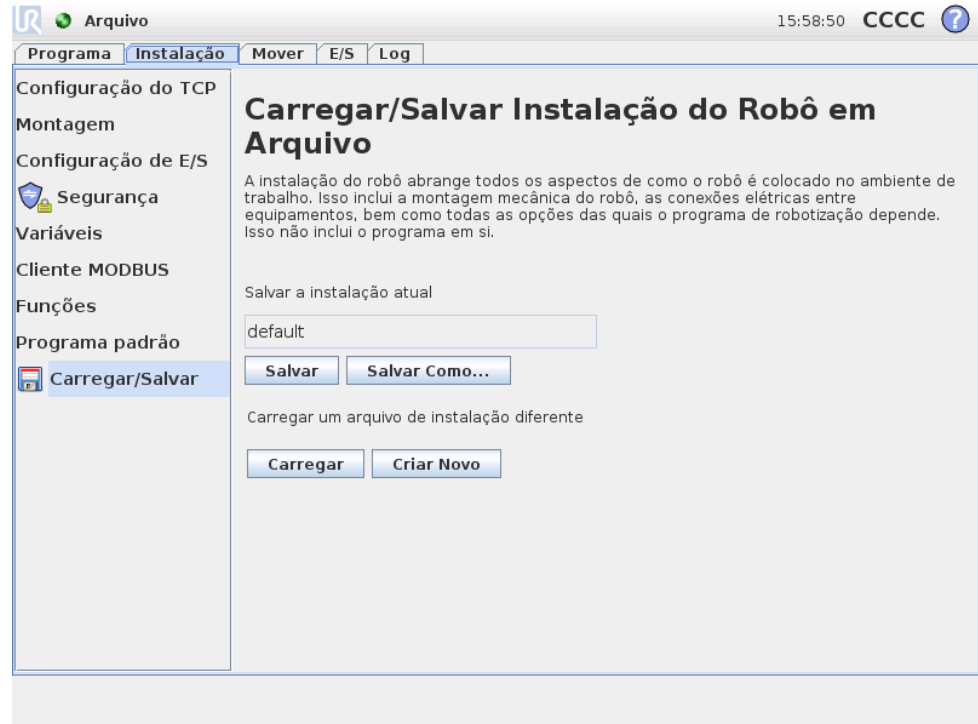 UR Arquivo 15:58:50 CCCC ?
Programa Instalação Mover E/S Log
Configuração do TCP
Montagem
Configuração de E/S
Segurança
Variáveis
Cliente MODBUS
Funções
Programa padrão
Carregar/Salvar
Carregar/Salvar Instalação do Robô em
Arquivo
A instalação do robô abrange todos os aspectos de como o robô é colocado no ambiente de
trabalho. Isso inclui a montagem mecânica do robô, as conexões elétricas entre
equipamentos, bem como todas as opções das quais o programa de robotização depende.
Isso não inclui o programa em si.
Salvar a instalação atual
default
Salvar Salvar Como...
Carregar um arquivo de instalação diferente
Carregar Criar Novo